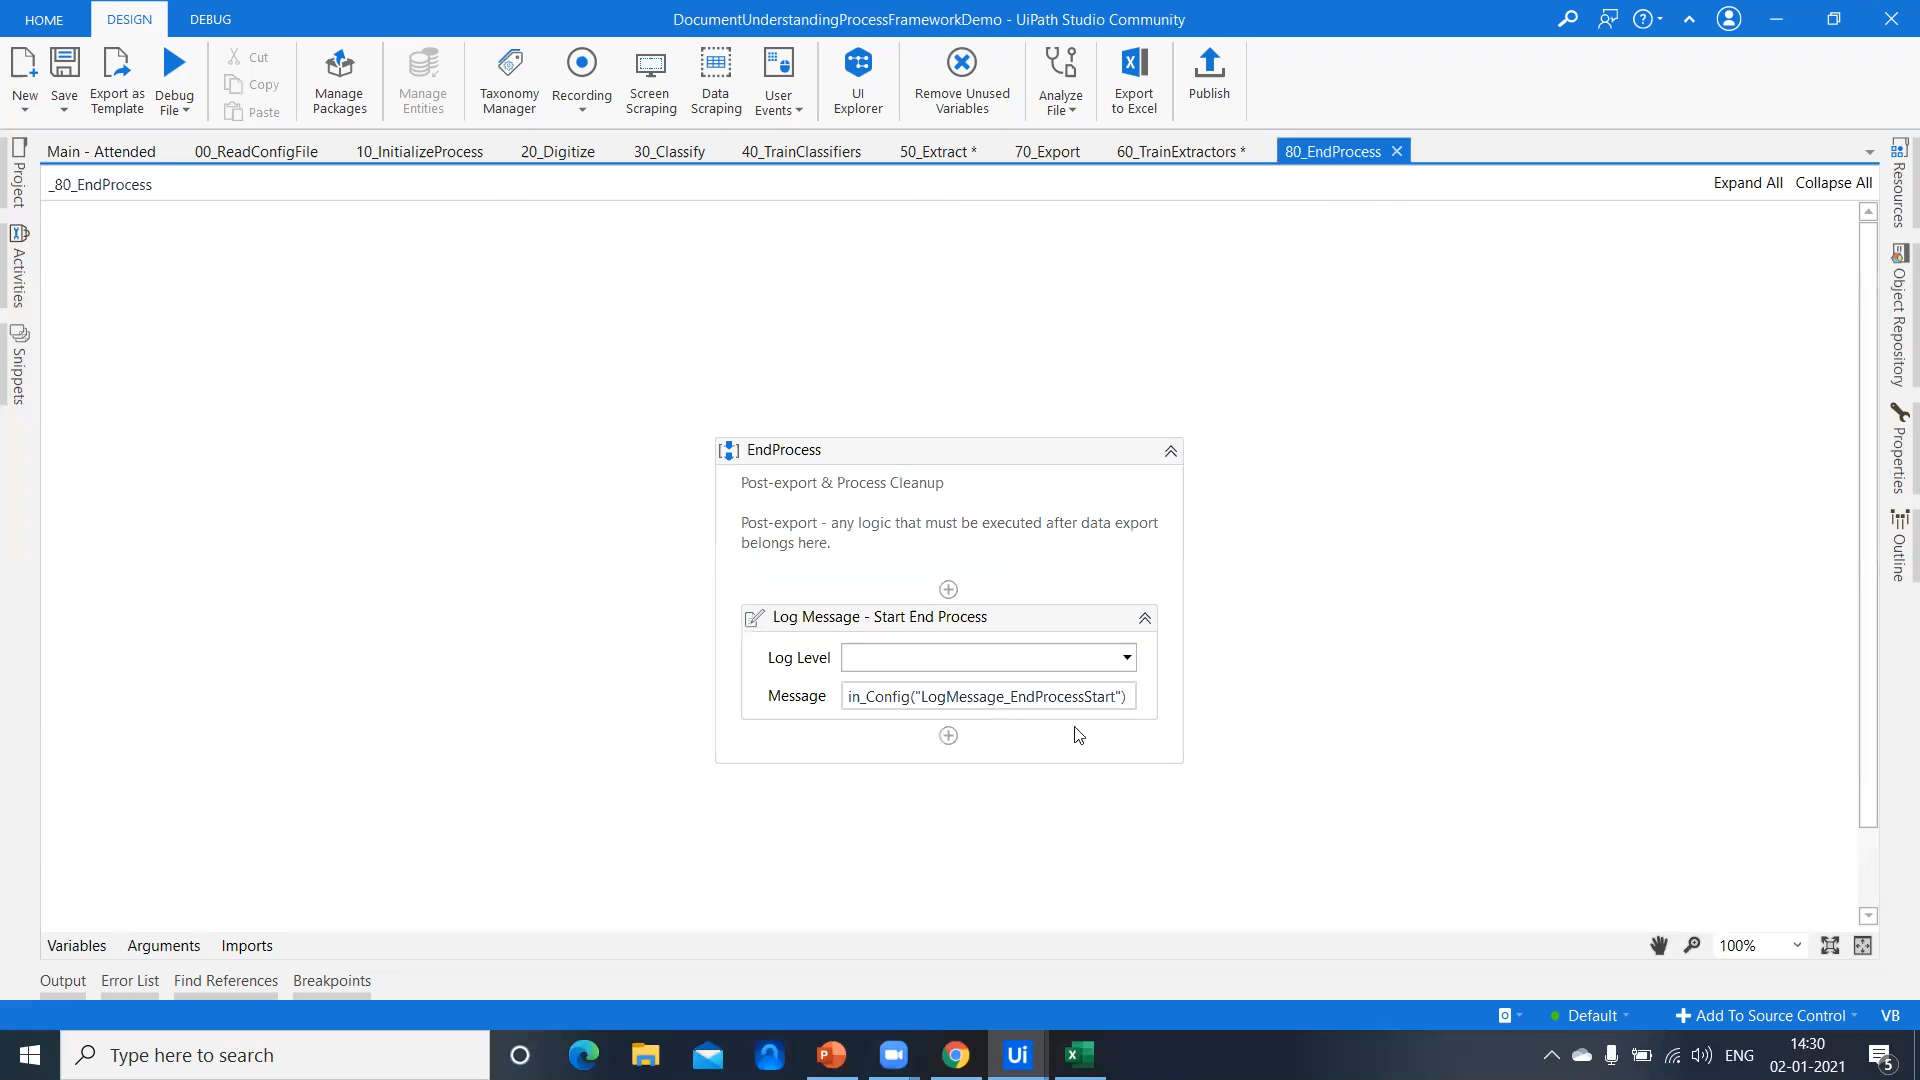 HOME
DESIGN
DEBUG
DocumentUnderstandingProcessFrameworkDemo - UiPath Studio Community
New
Save
Export as
Template
Debug
File
Cut
Copy
Paste
Manage
Packages
Manage
Entities
Taxonomy
Manager
Recording
Screen
Scraping
Data
Scraping
User
Events
UI
Explorer
Remove Unused
Variables
Analyze
File
Export
to Excel
Publish
Main - Attended
00_ReadConfigFile
10_InitializeProcess
20_Digitize
30_Classify
40_TrainClassifiers
50_Extract *
70_Export
60_TrainExtractors *
80_EndProcess
_80_EndProcess
Expand All
Collapse All
Project
Activities
Snippets
Resources
Object Repository
Properties
Outline
EndProcess
Post-export & Process Cleanup
Post-export - any logic that must be executed after data export
belongs here.
Log Message - Start End Process
Log Level
Message
in_Config("LogMessage_EndProcessStart")
Variables
Arguments
Imports
100%
Output
Error List
Find References
Breakpoints
Default
Add To Source Control
VB
Type here to search
Ui
ENG
14:30
02-01-2021
5